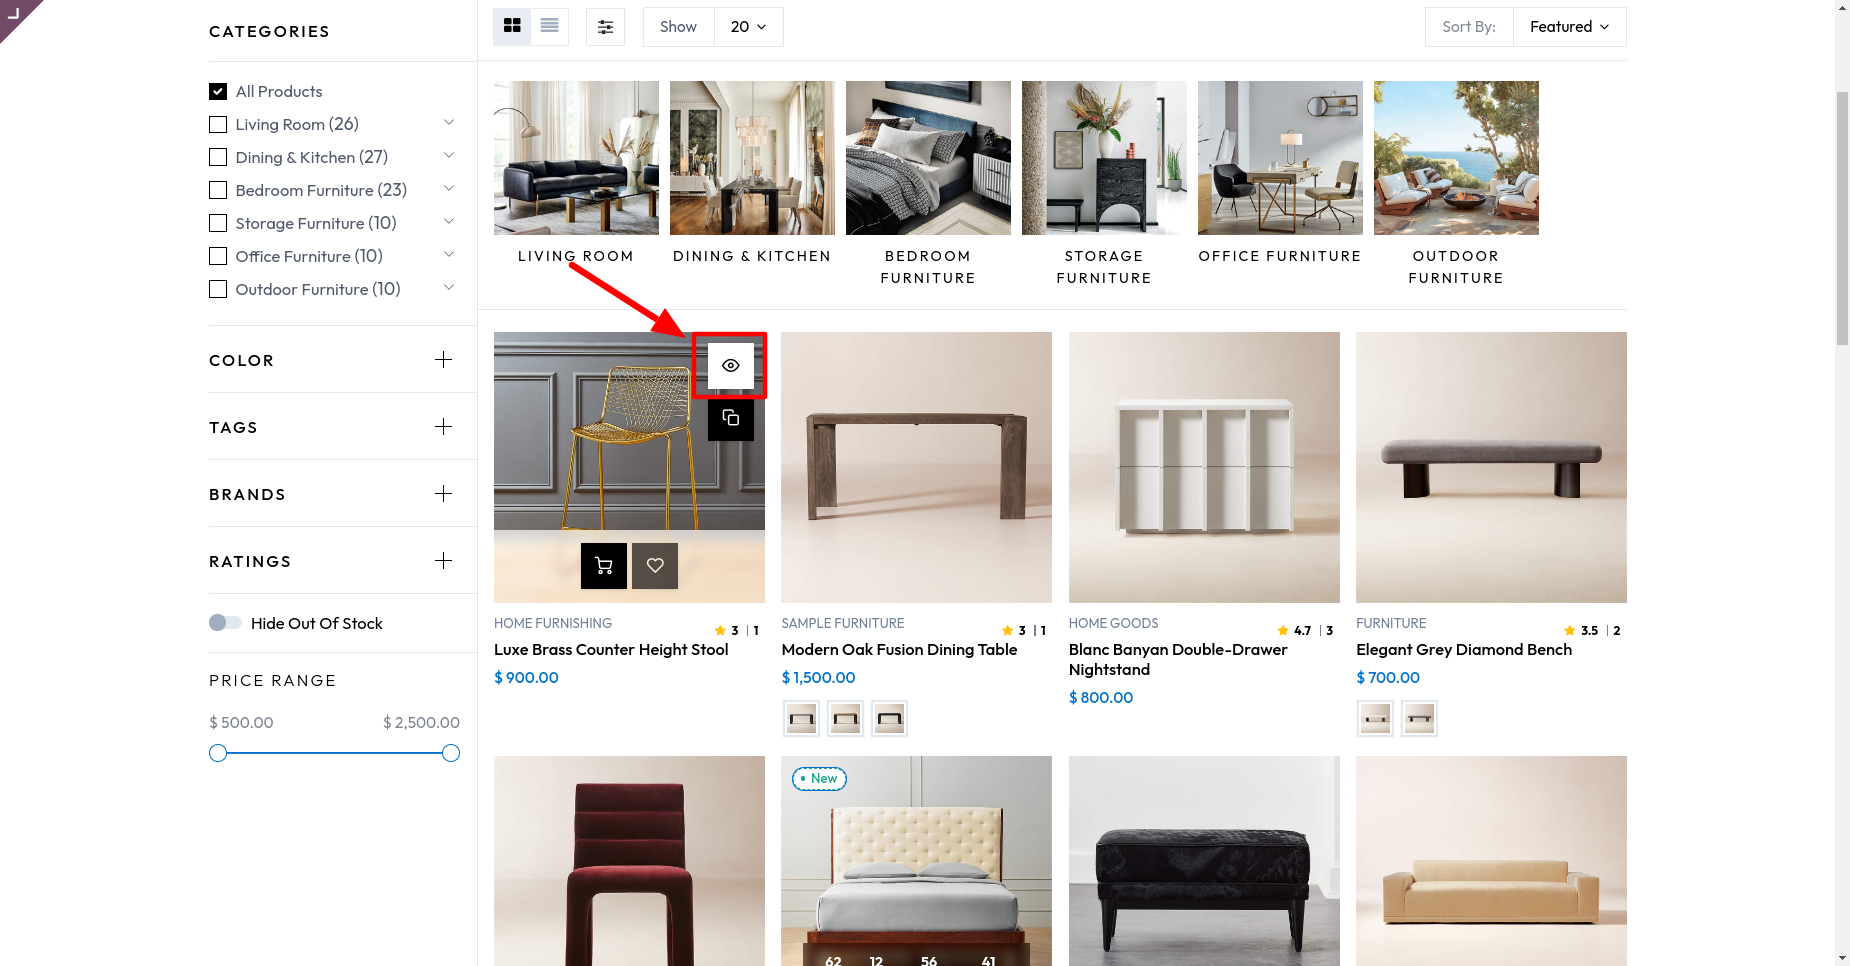 CATEGORIES
All Products
Living Room (26)
Dining & Kitchen (27)
Bedroom Furniture (23)
Storage Furniture (10)
Office Furniture (10)
Outdoor Furniture (10)
COLOR
TAGS
BRANDS
RATINGS
Hide Out Of Stock
PRICE RANGE
$ 500.00 $ 2,500.00
Show 20
Sort By: Featured
LIVING ROOM
DINING & KITCHEN
BEDROOM
FURNITURE
STORAGE
FURNITURE
OFFICE FURNITURE
OUTDOOR
FURNITURE
HOME FURNISHING
3 | 1
Luxe Brass Counter Height Stool
$ 900.00
SAMPLE FURNITURE
3 | 1
Modern Oak Fusion Dining Table
$ 1,500.00
HOME GOODS
4.7 | 3
Blanc Banyan Double-Drawer
Nightstand
$ 800.00
FURNITURE
3.5 | 2
Elegant Grey Diamond Bench
$ 700.00
New
62 12 56 41